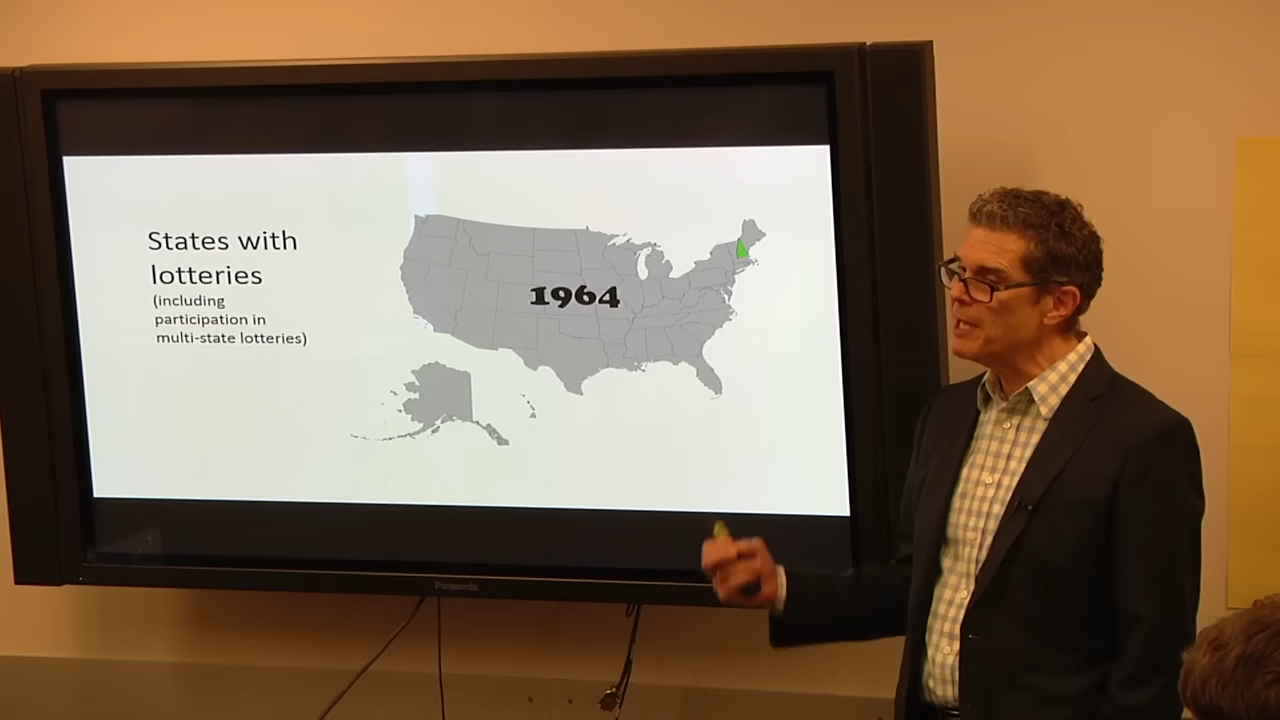 States with
lotteries
(including
participation in
multi-state lotteries)
1964
Panasonic